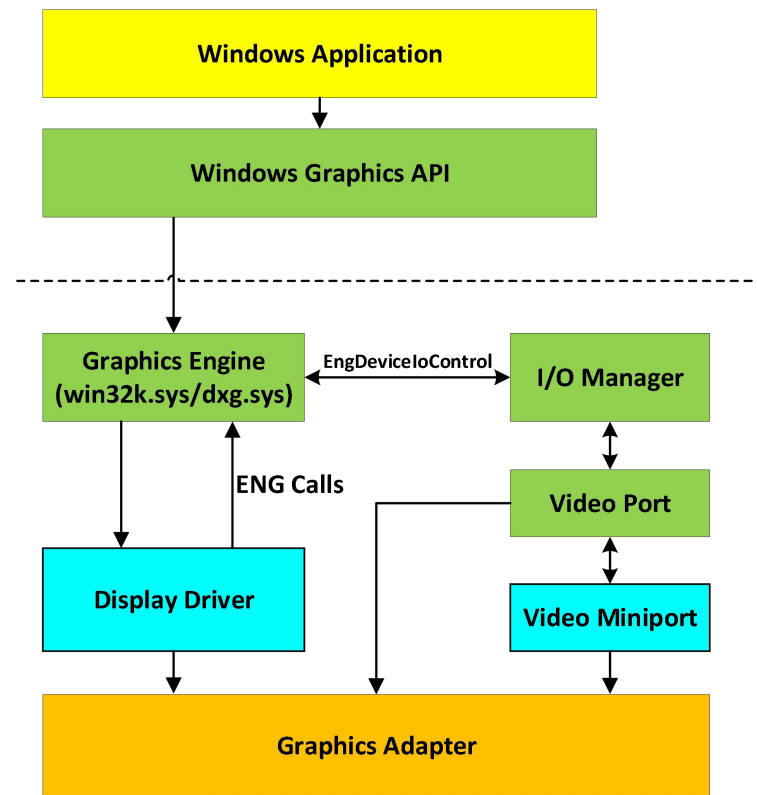 Windows Application
Windows Graphics API
Graphics Engine
(win32k.sys/dxg.sys)
EngDeviceIoControl
I/O Manager
ENG Calls
Video Port
Display Driver
Video Miniport
Graphics Adapter